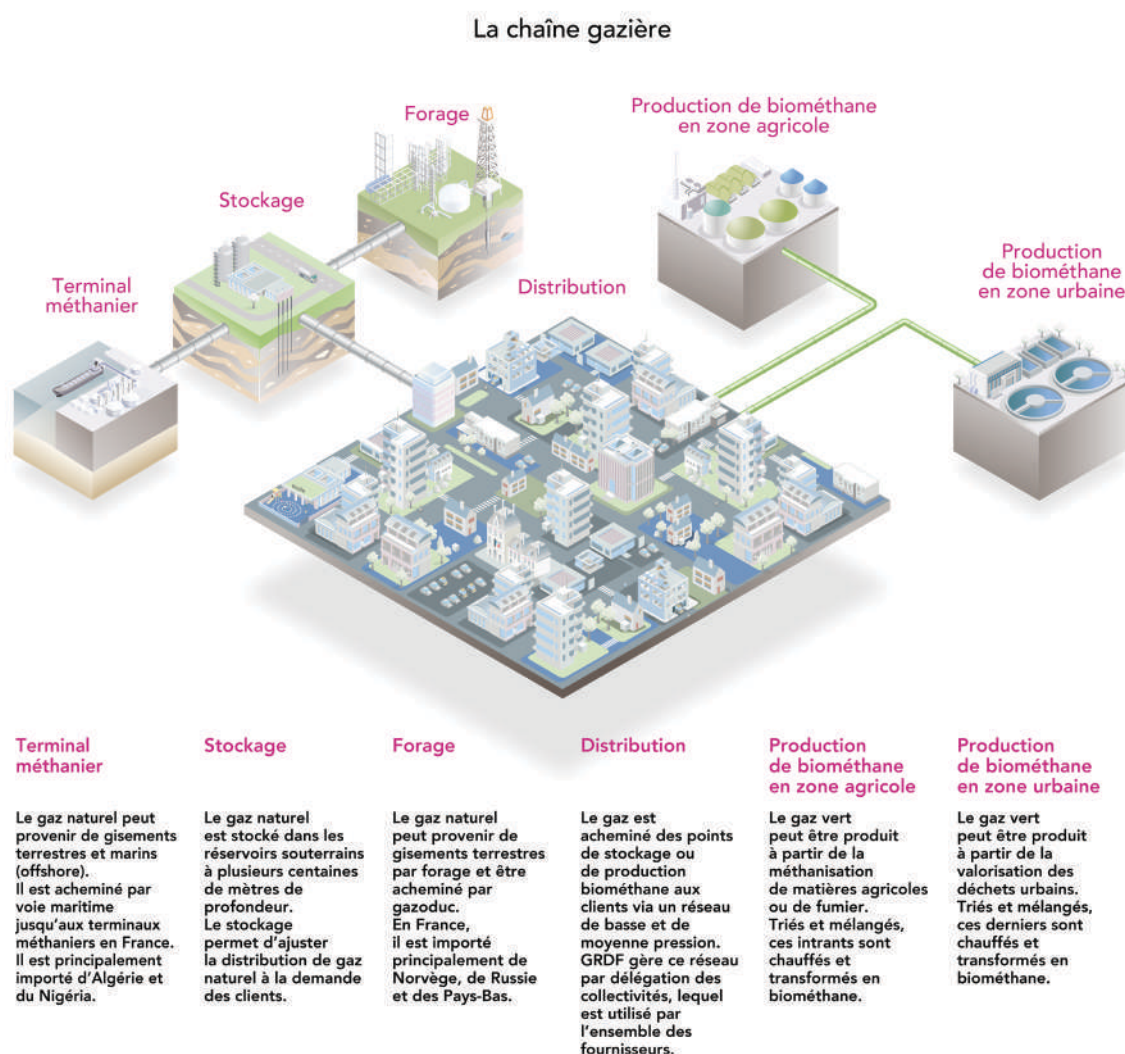 La chaîne gazière
Forage
Production de biométhane
en zone agricole
Stockage
Production
de biométhane
en zone urbaine
Terminal
méthanier
Distribution
Terminal
méthanier
Le gaz naturel peut
provenir de gisements
terrestres et marins
(offshore).
Il est acheminé par
voie maritime
jusqu'aux terminaux
méthaniers en France.
Il est principalement
importé d'Algérie et
du Nigéria.
Stockage
Le gaz naturel
est stocké dans les
réservoirs souterrains
à plusieurs centaines
de mètres de
profondeur.
Le stockage
permet d'ajuster
la distribution de gaz
naturel à la demande
des clients.
Forage
Le gaz naturel
peut provenir de
gisements terrestres
par forage et être
acheminé par
gazoduc.
En France,
il est importé
principalement de
Norvège, de Russie
et des Pays-Bas.
Distribution
Le gaz est
acheminé des points
de stockage ou
de production
biométhane aux
clients via un réseau
de basse et de
moyenne pression.
GRDF gère ce réseau
par délégation des
collectivités, lequel
est utilisé par
l'ensemble des
fournisseurs.
Production
de biométhane
en zone agricole
Le gaz vert
peut être produit
à partir de la
méthanisation
de matières agricoles
ou de fumier.
Triés et mélangés,
ces intrants sont
chauffés et
transformés en
biométhane.
Production
de biométhane
en zone urbaine
Le gaz vert
peut être produit
à partir de la
valorisation des
déchets urbains.
Triés et mélangés,
ces derniers sont
chauffés et
transformés en
biométhane.